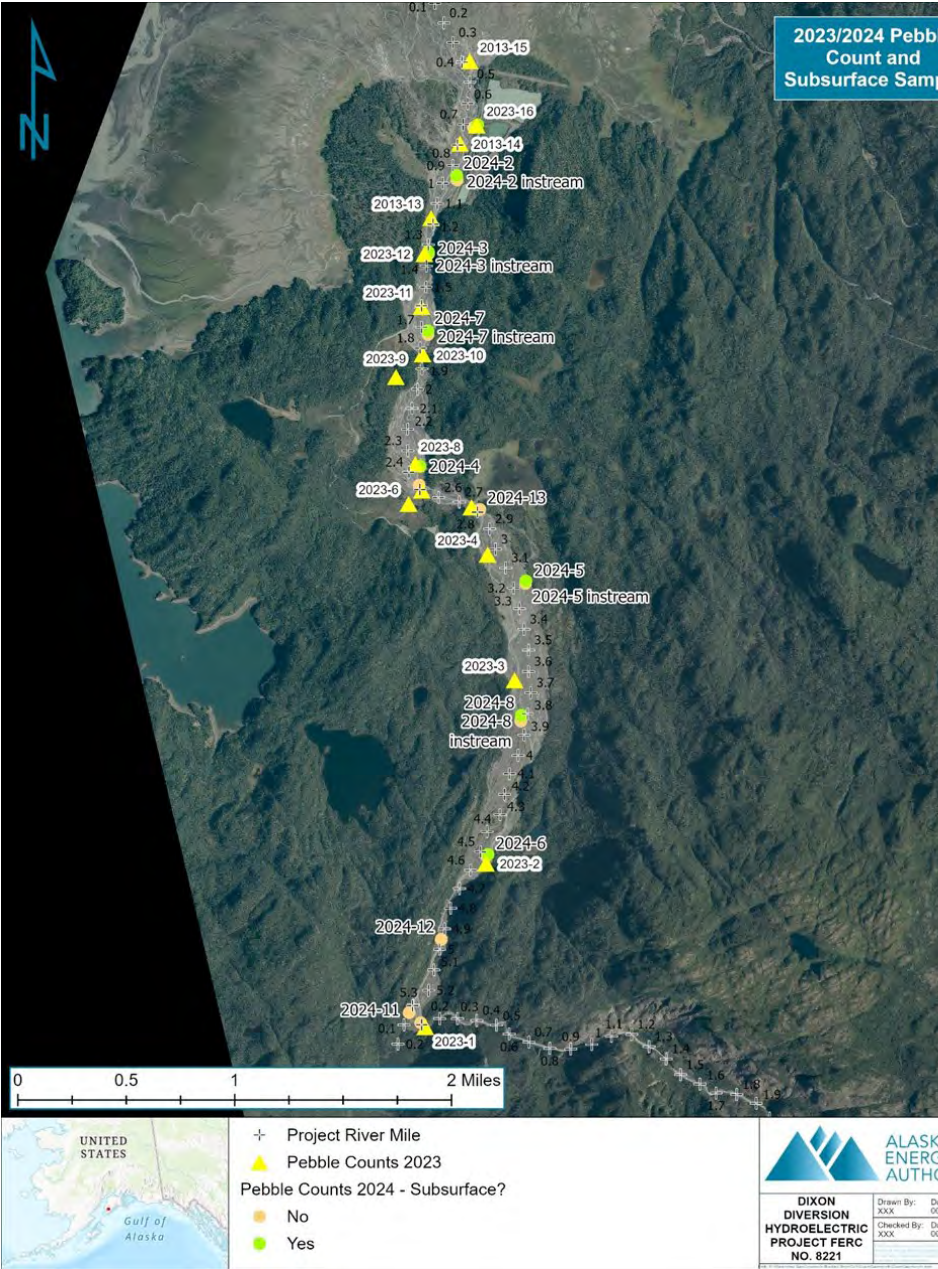 2023/2024 Pebb
Count and
Subsurface Samp
N
0.1
0.2
0.3
2013-15
0.4
0.5
0.6
0.7
2023-16
2013-14
0.8
0.9
2024-2
1
2024-2 instream
1.1
2013-13
1.3
2024-3
2023-12
2024-3 instream
1.4
2023-11
1.7
2024-7
1.8
2024-7 instream
2023-10
2023-9
2
2.1
2.2
2.3
2023-8
2.4
2024-4
2023-6
2.6
2024-13
2.8
2.9
2023-4
3
3.1
2024-5
3.2
2024-5 instream
3.3
3.4
3.5
3.6
2023-3
3.7
2024-8
3.8
2024-8
instream
3.9
4
4.1
4.2
4.3
4.4
4.5
2024-6
4.6
2023-2
4.8
2024-12
5.1
5.2
5.3
2024-11
0.2
0.3
0.4
0.5
0.1
2023-1
0.2
0.6
0.7
0.8
0.9
1
1.1
1.2
1.3
1.4
1.5
1.6
1.7
1.8
1.9
0 0.5 1 2 Miles
UNITED
STATES
Gulf of
Alaska
Project River Mile
Pebble Counts 2023
Pebble Counts 2024 - Subsurface?
No
Yes
ALASK
ENERG
AUTHO
DIXON
DIVERSION
HYDROELECTRIC
PROJECT FERC
NO. 8221
Drawn By:
XXX
Checked By:
XXX